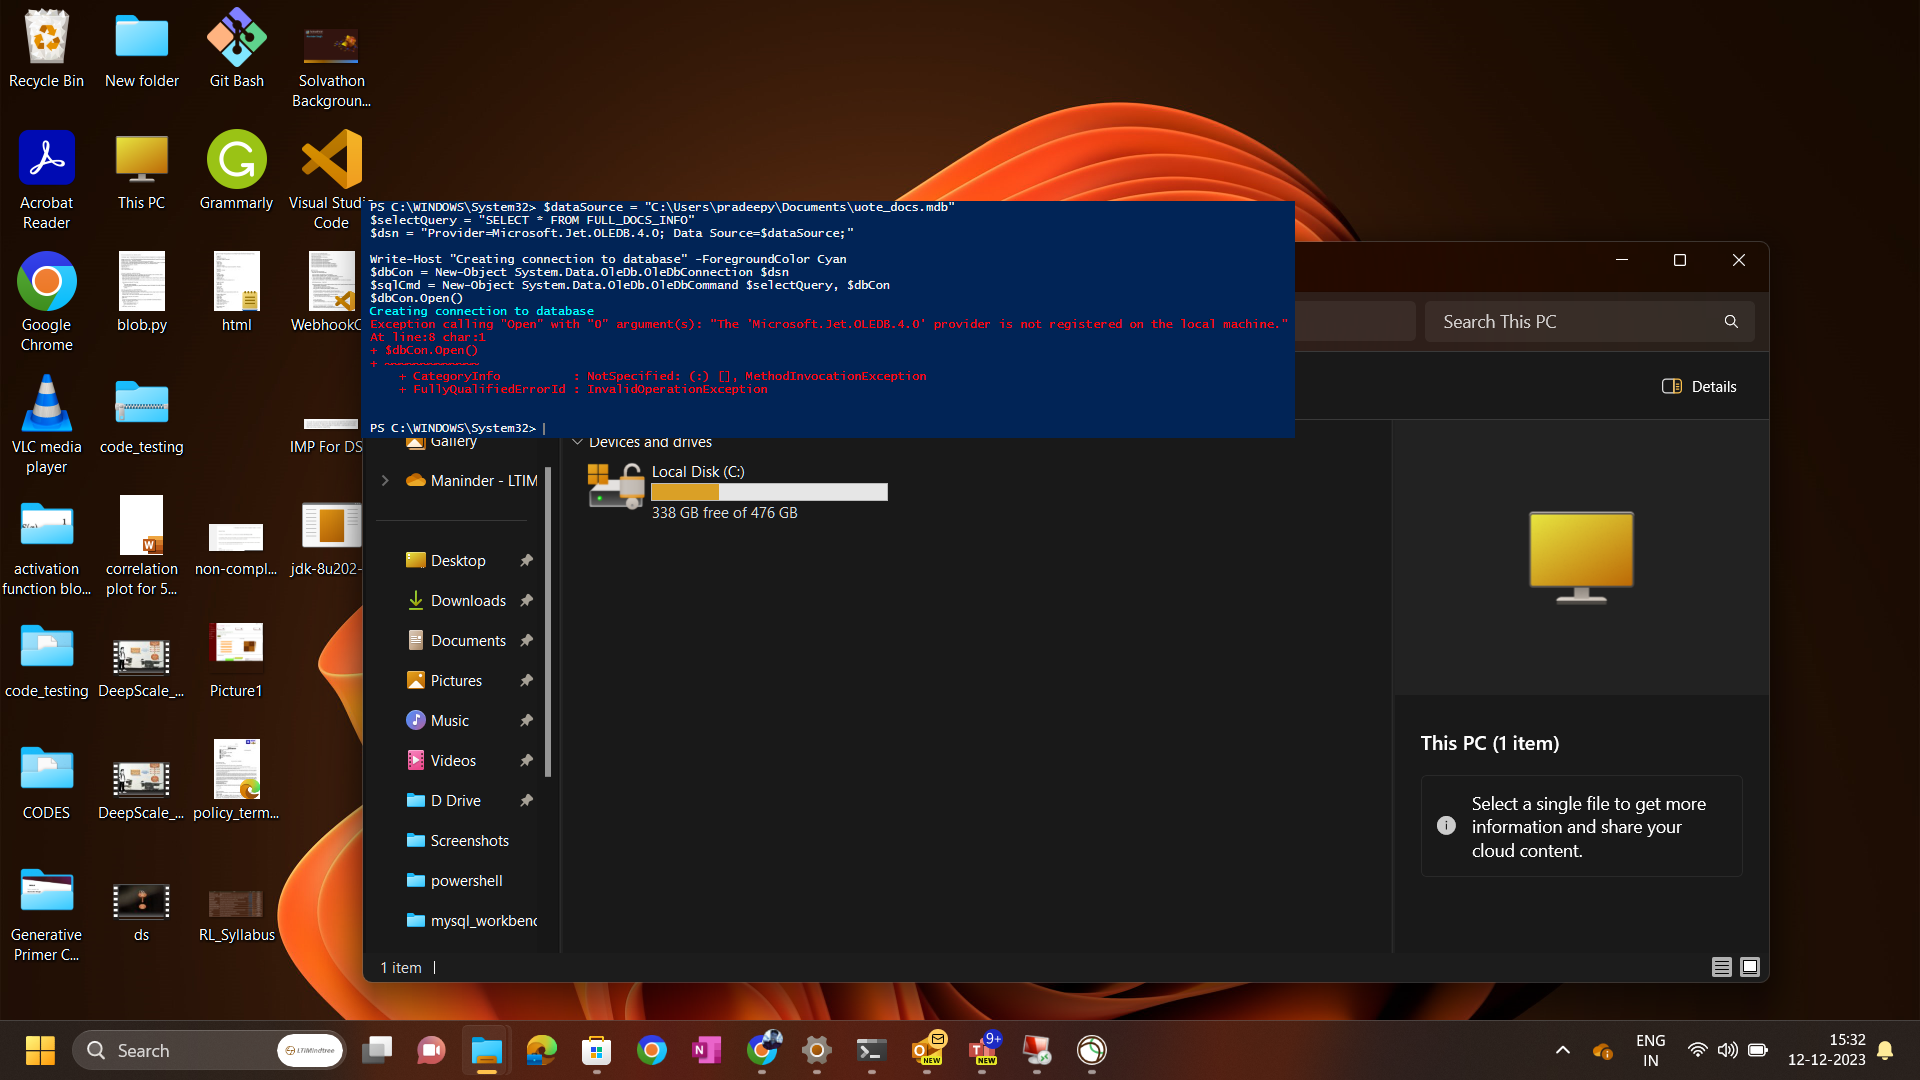 Recycle Bin
New folder
Git Bash
Solvathon
Backgroun...
Acrobat
Reader
This PC
Grammarly
Visual Studi
Code
Google
Chrome
blob.py
html
WebhookC
VLC media
player
code_testing
IMP For DS
activation
function blo...
correlation
plot for 5...
non-compl...
jdk-8u202-
code_testing
DeepScale_...
Picture1
CODES
DeepScale_...
policy_term...
Generative
Primer C...
ds
RL_Syllabus
PS C:\WINDOWS\System32> $dataSource = "C:\Users\pradeepy\Documents\uote_docs.mdb"
$selectQuery = "SELECT * FROM FULL_DOCS_INFO"
$dsn = "Provider=Microsoft.Jet.OLEDB.4.0; Data Source=$dataSource;"
Write-Host "Creating connection to database" -ForegroundColor Cyan
$dbCon = New-Object System.Data.OleDb.OleDbConnection $dsn
$sqlCmd = New-Object System.Data.OleDb.OleDbCommand $selectQuery, $dbCon
$dbCon.Open()
Creating connection to database
Exception calling "Open" with "0" argument(s): "The 'Microsoft.Jet.OLEDB.4.0' provider is not registered on the local machine."
At line:8 char:1
+ $dbCon.Open()
+ ~~~~~~~~~~~~~
+ CategoryInfo          : NotSpecified: (:) [], MethodInvocationException
+ FullyQualifiedErrorId : InvalidOperationException
PS C:\WINDOWS\System32>
Search This PC
Details
Gallery
Maninder - LTIM
Desktop
Downloads
Documents
Pictures
Music
Videos
D Drive
Screenshots
powershell
mysql_workbenc
Devices and drives
Local Disk (C:)
338 GB free of 476 GB
This PC (1 item)
Select a single file to get more
information and share your
cloud content.
1 item
Search
LTIMindtree
NEW
9+
NEW
ENG
IN
15:32
12-12-2023